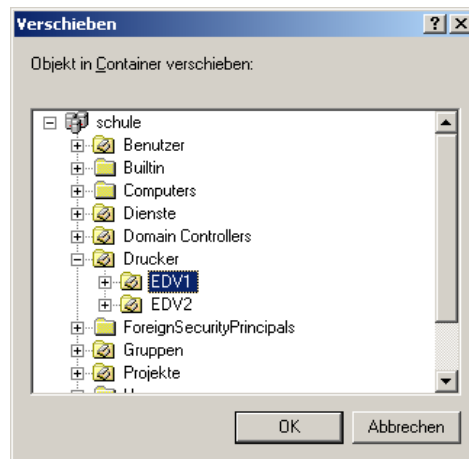 Verschieben
Objekt in Container verschieben:
schule
Benutzer
Builtin
Computers
Dienste
Domain Controllers
Drucker
EDV1
EDV2
ForeignSecurityPrincipals
Gruppen
Projekte
OK Abbrechen